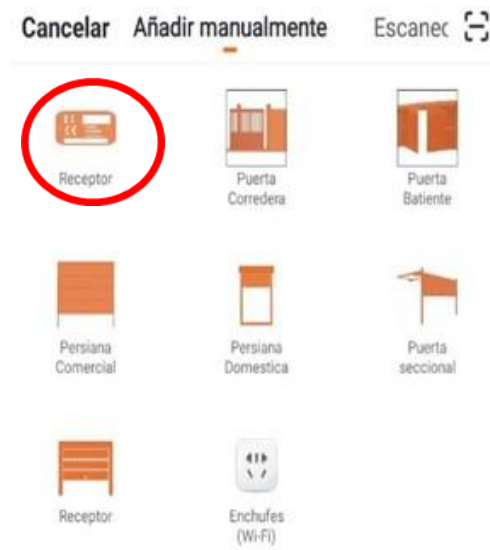 Cancelar Añadir manualmente Escanec
Receptor
Puerta
Corredera
Puerta
Batiente
Persiana
Comercial
Persiana
Domestica
Puerta
seccional
Receptor
Enchufes
(Wi-Fi)